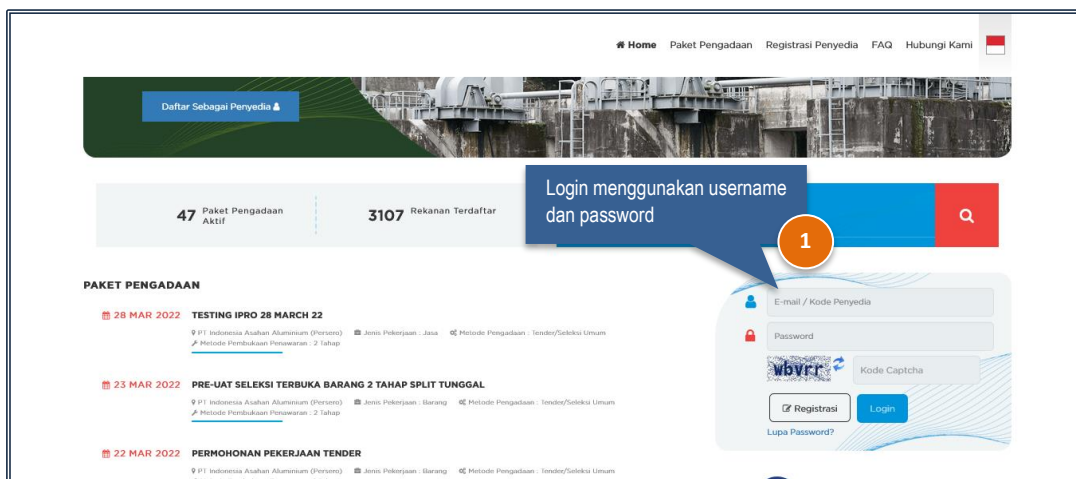 Home Paket Pengadaan Registrasi Penyedia FAQ Hubungi Kami
Daftar Sebagai Penyedia
47 Paket Pengadaan Aktif
3107 Rekanan Terdaftar
Login menggunakan username
dan password
1
PAKET PENGADAAN
28 MAR 2022 TESTING IPRO 28 MARCH 22
PT Indonesia Asahan Aluminium (Persero) Jenis Pekerjaan : Jasa Metode Pengadaan : Tender/Seleksi Umum
Metode Pembukaan Penawaran : 2 Tahap
23 MAR 2022 PRE-UAT SELEKSI TERBUKA BARANG 2 TAHAP SPLIT TUNGGAL
PT Indonesia Asahan Aluminium (Persero) Jenis Pekerjaan : Barang Metode Pengadaan : Tender/Seleksi Umum
Metode Pembukaan Penawaran : 2 Tahap
22 MAR 2022 PERMOHONAN PEKERJAAN TENDER
PT Indonesia Asahan Aluminium (Persero) Jenis Pekerjaan : Barang Metode Pengadaan : Tender/Seleksi Umum
E-mail / Kode Penyedia
Password
wbvrr Kode Captcha
Registrasi Login
Lupa Password?